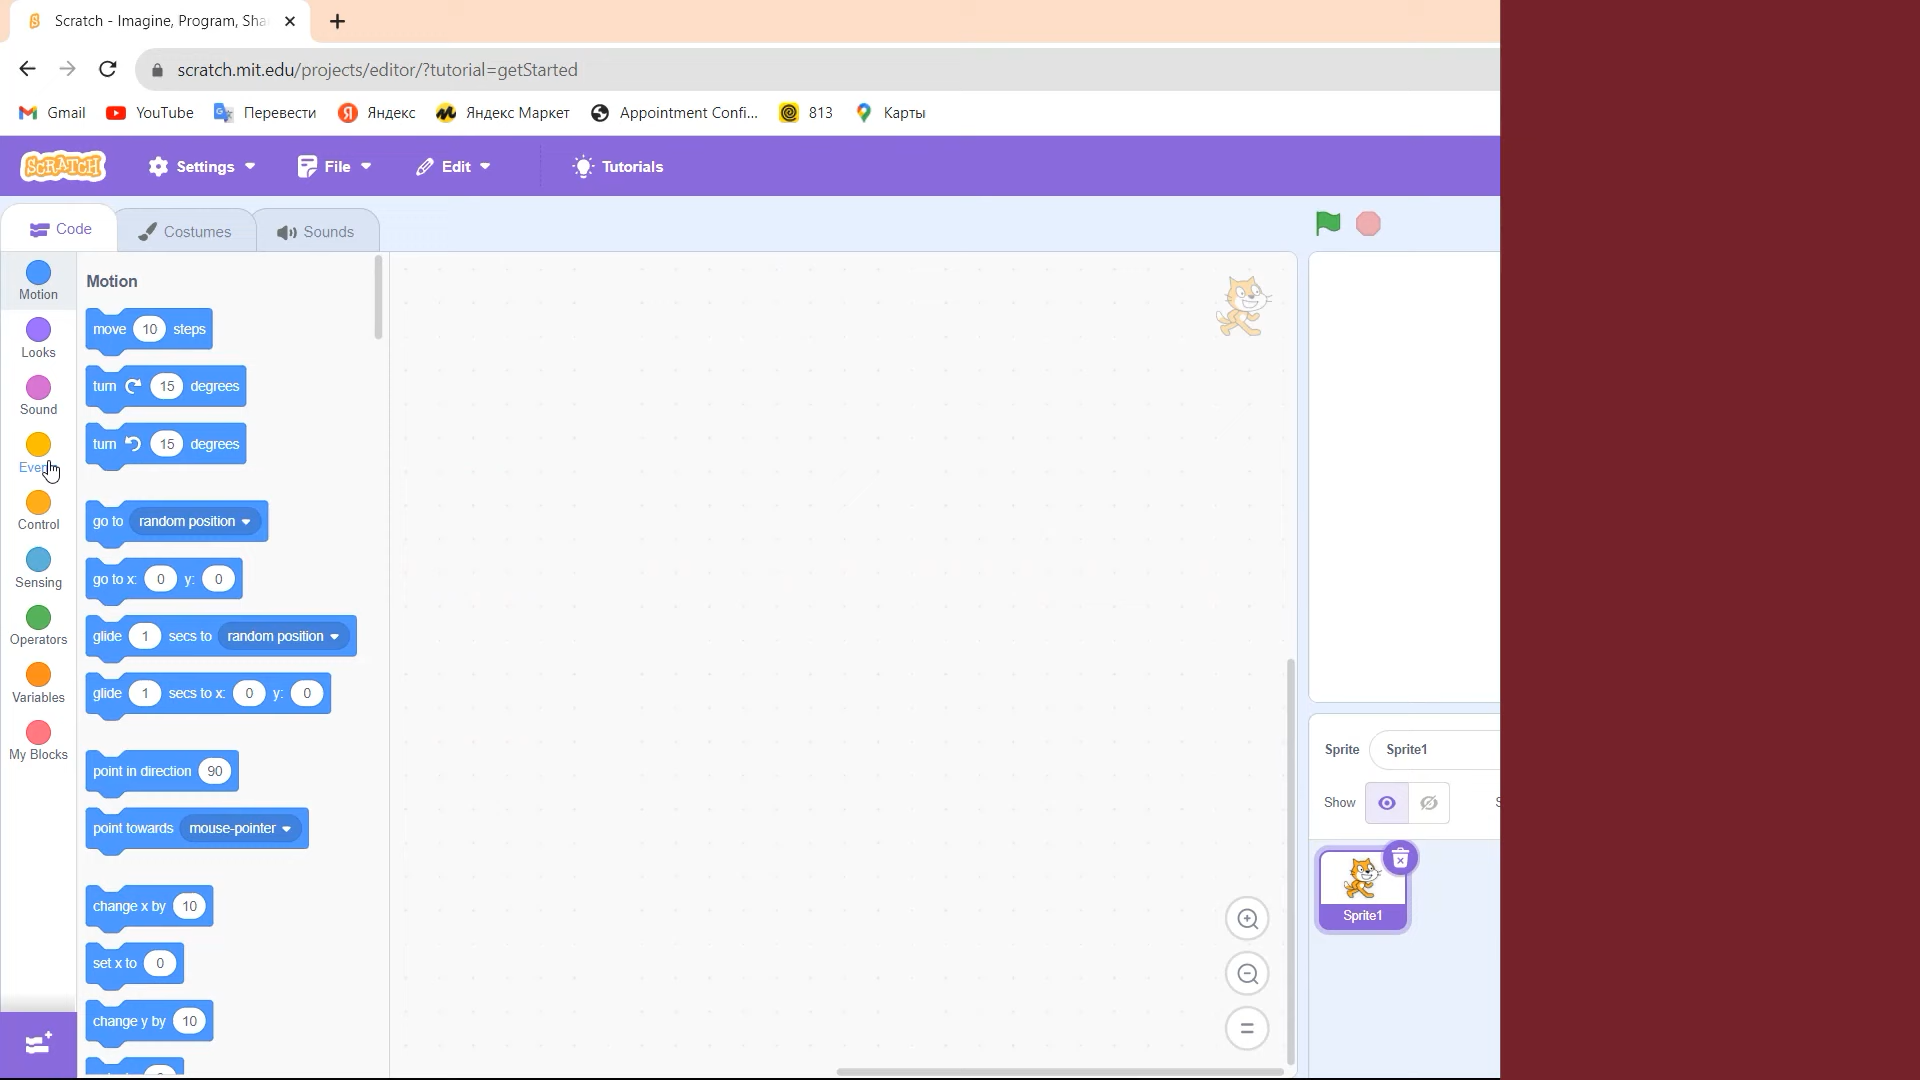 Scratch - Imagine, Program, Sha
scratch.mit.edu/projects/editor/?tutorial=getStarted
Gmail YouTube Перевести Яндекс Яндекс Маркет Appointment Confi... 813 Карты
SCRATCH Settings File Edit Tutorials
Code Costumes Sounds
Motion
Looks
Sound
Control
Sensing
Operators
Variables
My Blocks
Motion
move 10 steps
turn 15 degrees
turn 15 degrees
go to random position
go to x: 0 y: 0
glide 1 secs to random position
glide 1 secs to x: 0 y: 0
point in direction 90
point towards mouse-pointer
change x by 10
set x to 0
change y by 10
Sprite Sprite1
Show
Sprite1